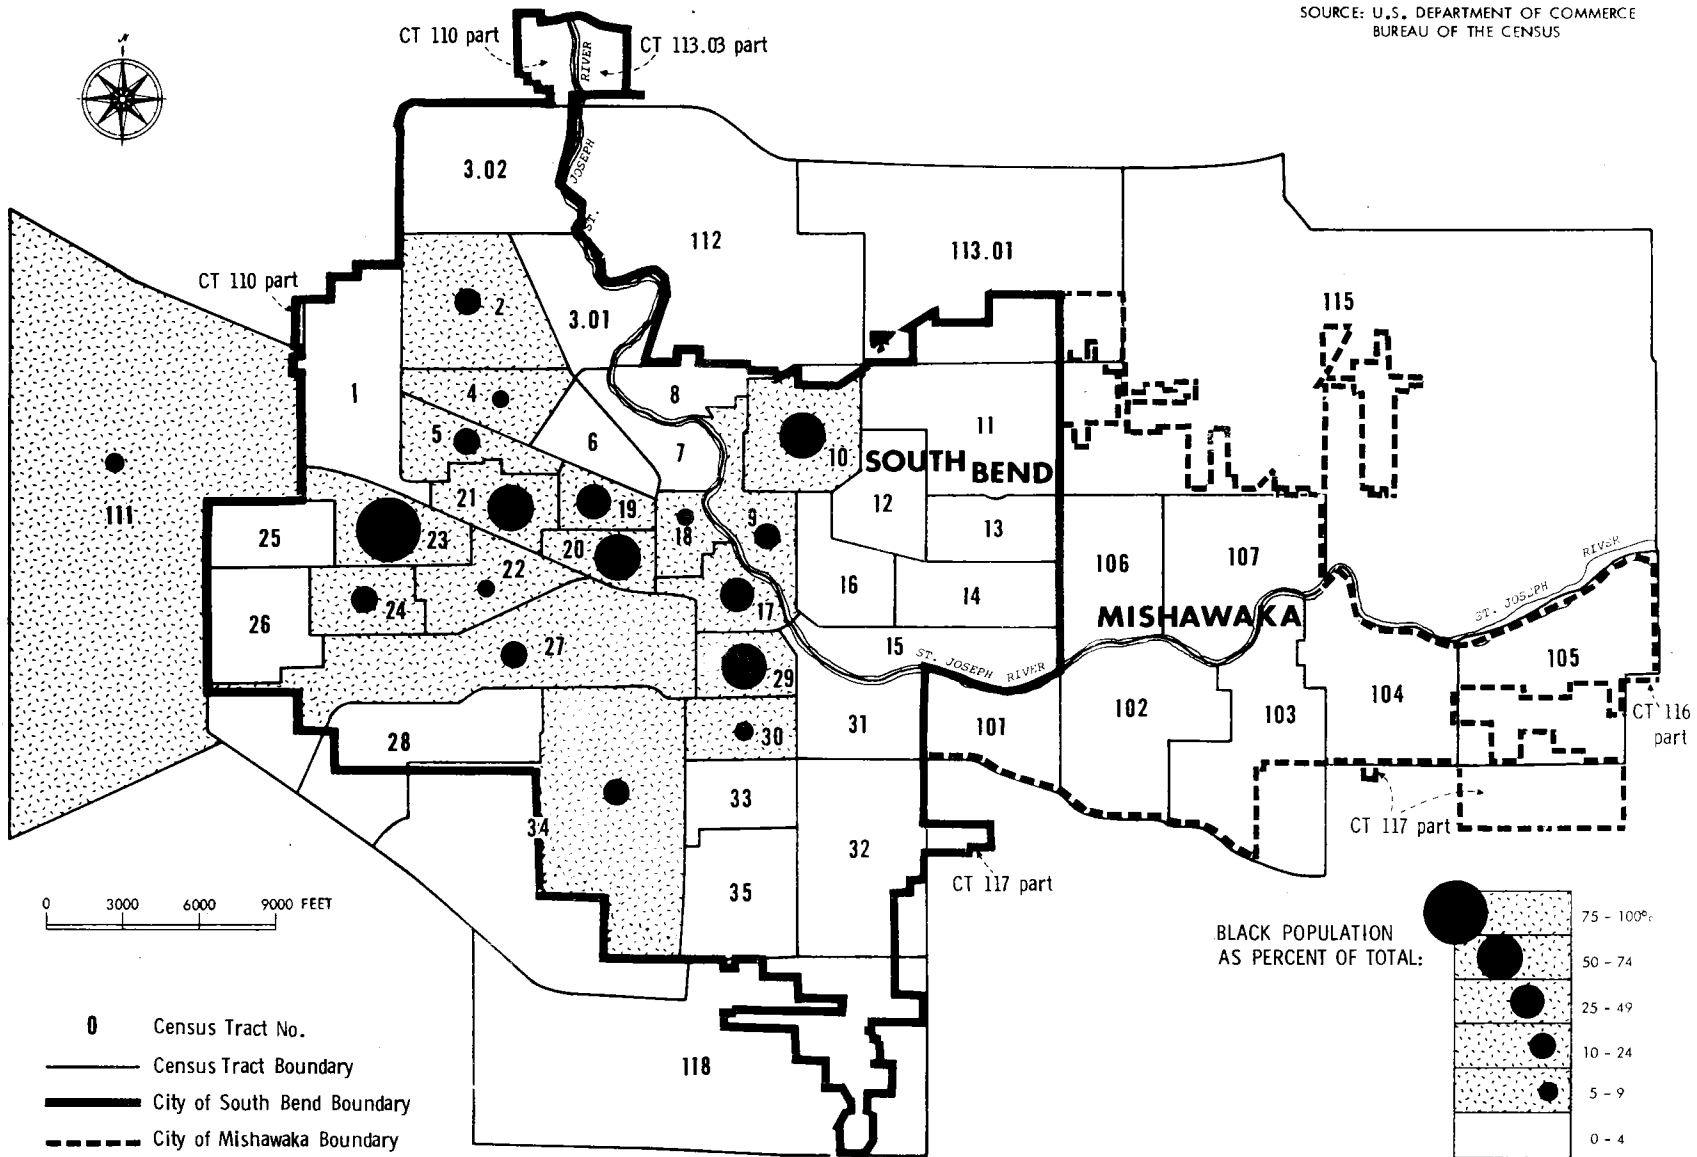 SOURCE: U.S. DEPARTMENT OF COMMERCE
BUREAU OF THE CENSUS
N
CT 110 part
CT 113.03 part
RIVER
JOSEPH
ST.
3.02
112
113.01
115
CT 110 part
2
3.01
1
4
8
5
6
7
10
11
SOUTH BEND
111
21
19
18
9
12
13
25
23
20
22
24
26
17
16
14
106
107
MISHAWAKA
27
15
ST. JOSEPH RIVER
ST. JOSEPH RIVER
29
28
30
31
101
102
103
104
105
CT 116
part
33
34
32
35
CT 117 part
CT 117 part
118
0 3000 6000 9000 FEET
BLACK POPULATION
AS PERCENT OF TOTAL:
75 - 100%
50 - 74
25 - 49
10 - 24
5 - 9
0 - 4
0 Census Tract No.
Census Tract Boundary
City of South Bend Boundary
City of Mishawaka Boundary